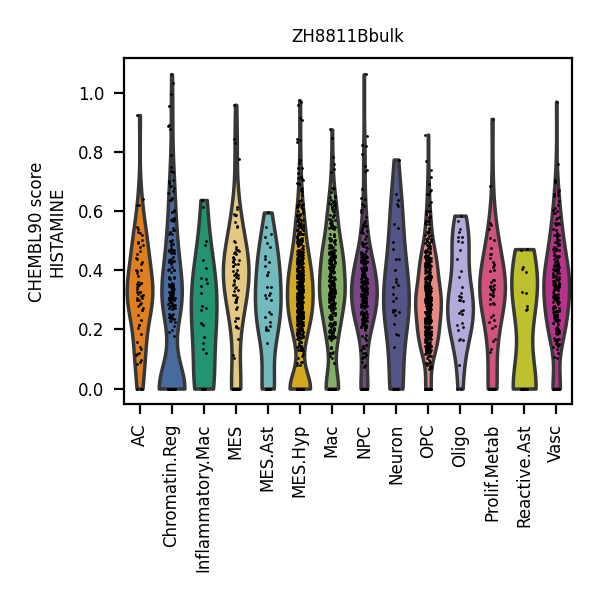 ZH8811Bbulk
CHEMBL90 score
HISTAMINE
1.0
0.8
0.6
0.4
0.2
0.0
AC
Chromatin.Reg
Inflammatory.Mac
MES
MES.Ast
MES.Hyp
Mac
NPC
Neuron
OPC
Oligo
Prolif.Metab
Reactive.Ast
Vasc